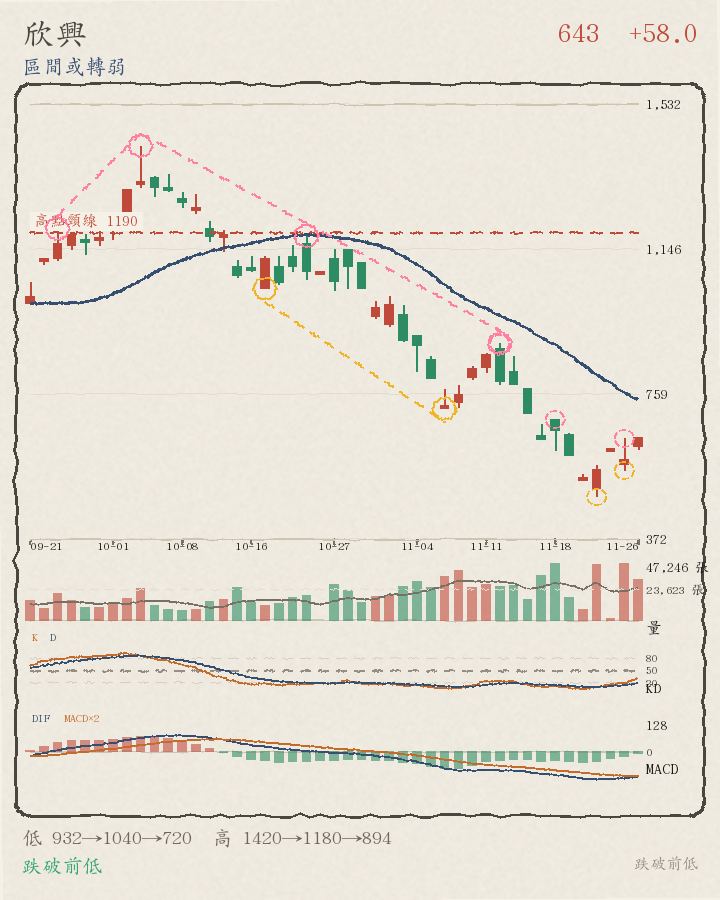 欣興
643 +58.0
區間或轉弱
1,532
高點頸線 1190
1,146
759
372
09-21 10-01 10-08 10-16 10-27 11-04 11-11 11-18 11-26
47,246 張
23,623 張
量
K D
80
50
20
KD
DIF MACD×2
128
0
MACD
低 932→1040→720 高 1420→1180→894
跌破前低
跌破前低